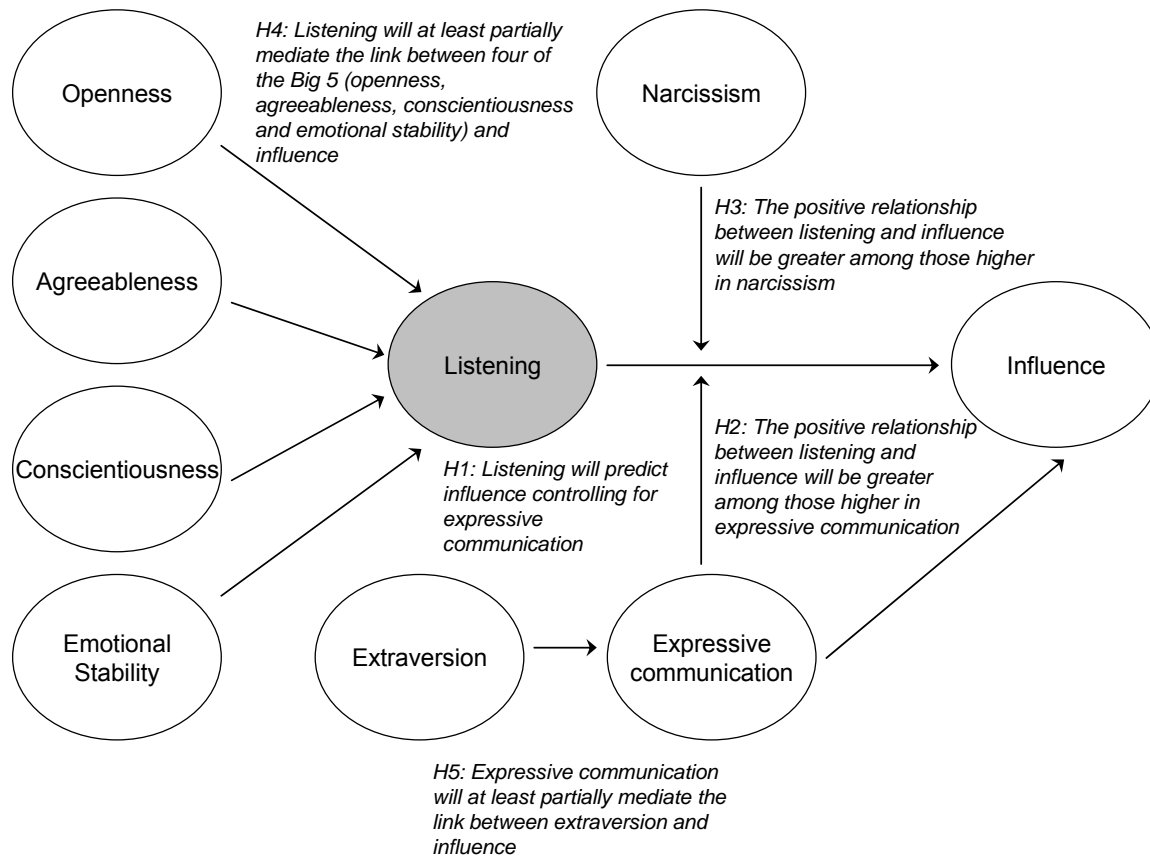 H4: Listening will at least partially
mediate the link between four of
the Big 5 (openness,
agreeableness, conscientiousness
and emotional stability) and
influence
Openness
Narcissism
H3: The positive relationship
between listening and influence
will be greater among those higher
in narcissism
Agreeableness
Listening
Influence
H2: The positive relationship
between listening and
influence will be greater
among those higher in
expressive communication
Conscientiousness
H1: Listening will predict
influence controlling for
expressive
communication
Emotional
Stability
Extraversion
Expressive
communication
H5: Expressive communication
will at least partially mediate the
link between extraversion and
influence